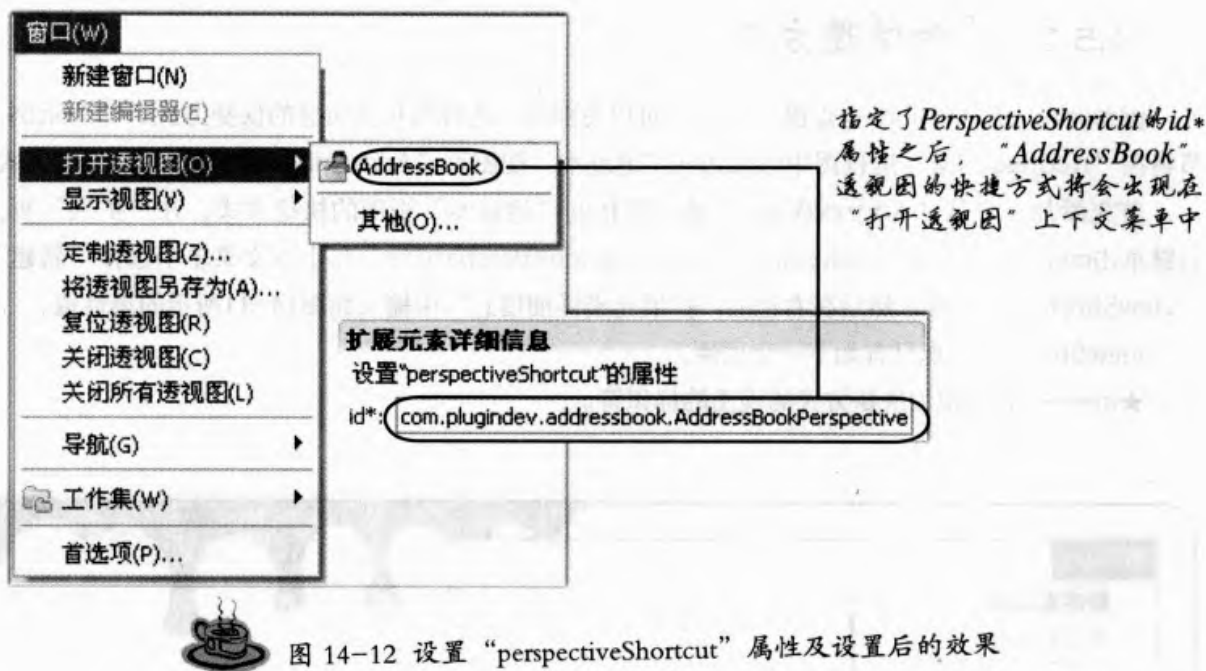 窗口(W)
新建窗口(N)
新建编辑器(E)
打开透视图(O)
显示视图(V)
定制透视图(Z)...
将透视图另存为(A)...
复位透视图(R)
关闭透视图(C)
关闭所有透视图(L)
导航(G)
工作集(W)
首选项(P)...
AddressBook
其他(O)...
指定了PerspectiveShortcut的id*
属性之后，"AddressBook"
透视图的快捷方式将会出现在
"打开透视图" 上下文菜单中
扩展元素详细信息
设置"perspectiveShortcut"的属性
id*: com.plugindev.addressbook.AddressBookPerspective
图 14-12 设置 "perspectiveShortcut" 属性及设置后的效果